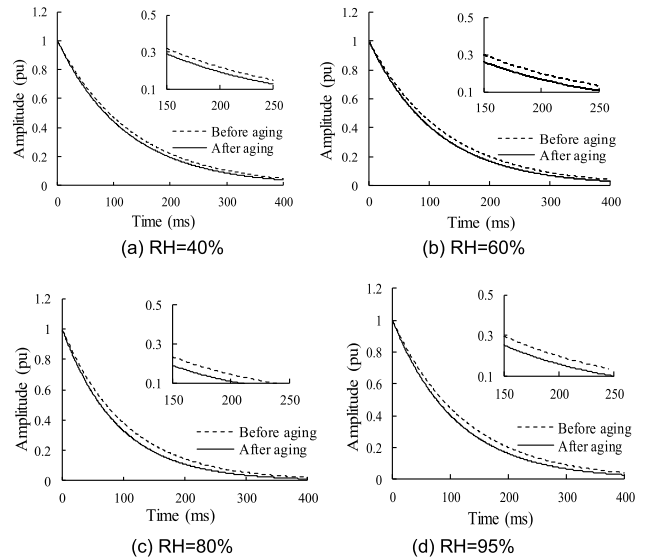 1.2
1
0.8
0.6
0.4
0.2
0
Amplitude (pu)
0.5
0.3
0.1
150 200 250
Before aging
After aging
0 100 200 300 400
Time (ms)
(a) RH=40%
1.2
1
0.8
0.6
0.4
0.2
0
Amplitude (pu)
0.5
0.3
0.1
150 200 250
Before aging
After aging
0 100 200 300 400
Time (ms)
(b) RH=60%
1.2
1
0.8
0.6
0.4
0.2
0
Amplitude (pu)
0.5
0.3
0.1
150 200 250
Before aging
After aging
0 100 200 300 400
Time (ms)
(c) RH=80%
1.2
1
0.8
0.6
0.4
0.2
0
Amplitude (pu)
0.5
0.3
0.1
150 200 250
Before aging
After aging
0 100 200 300 400
Time (ms)
(d) RH=95%